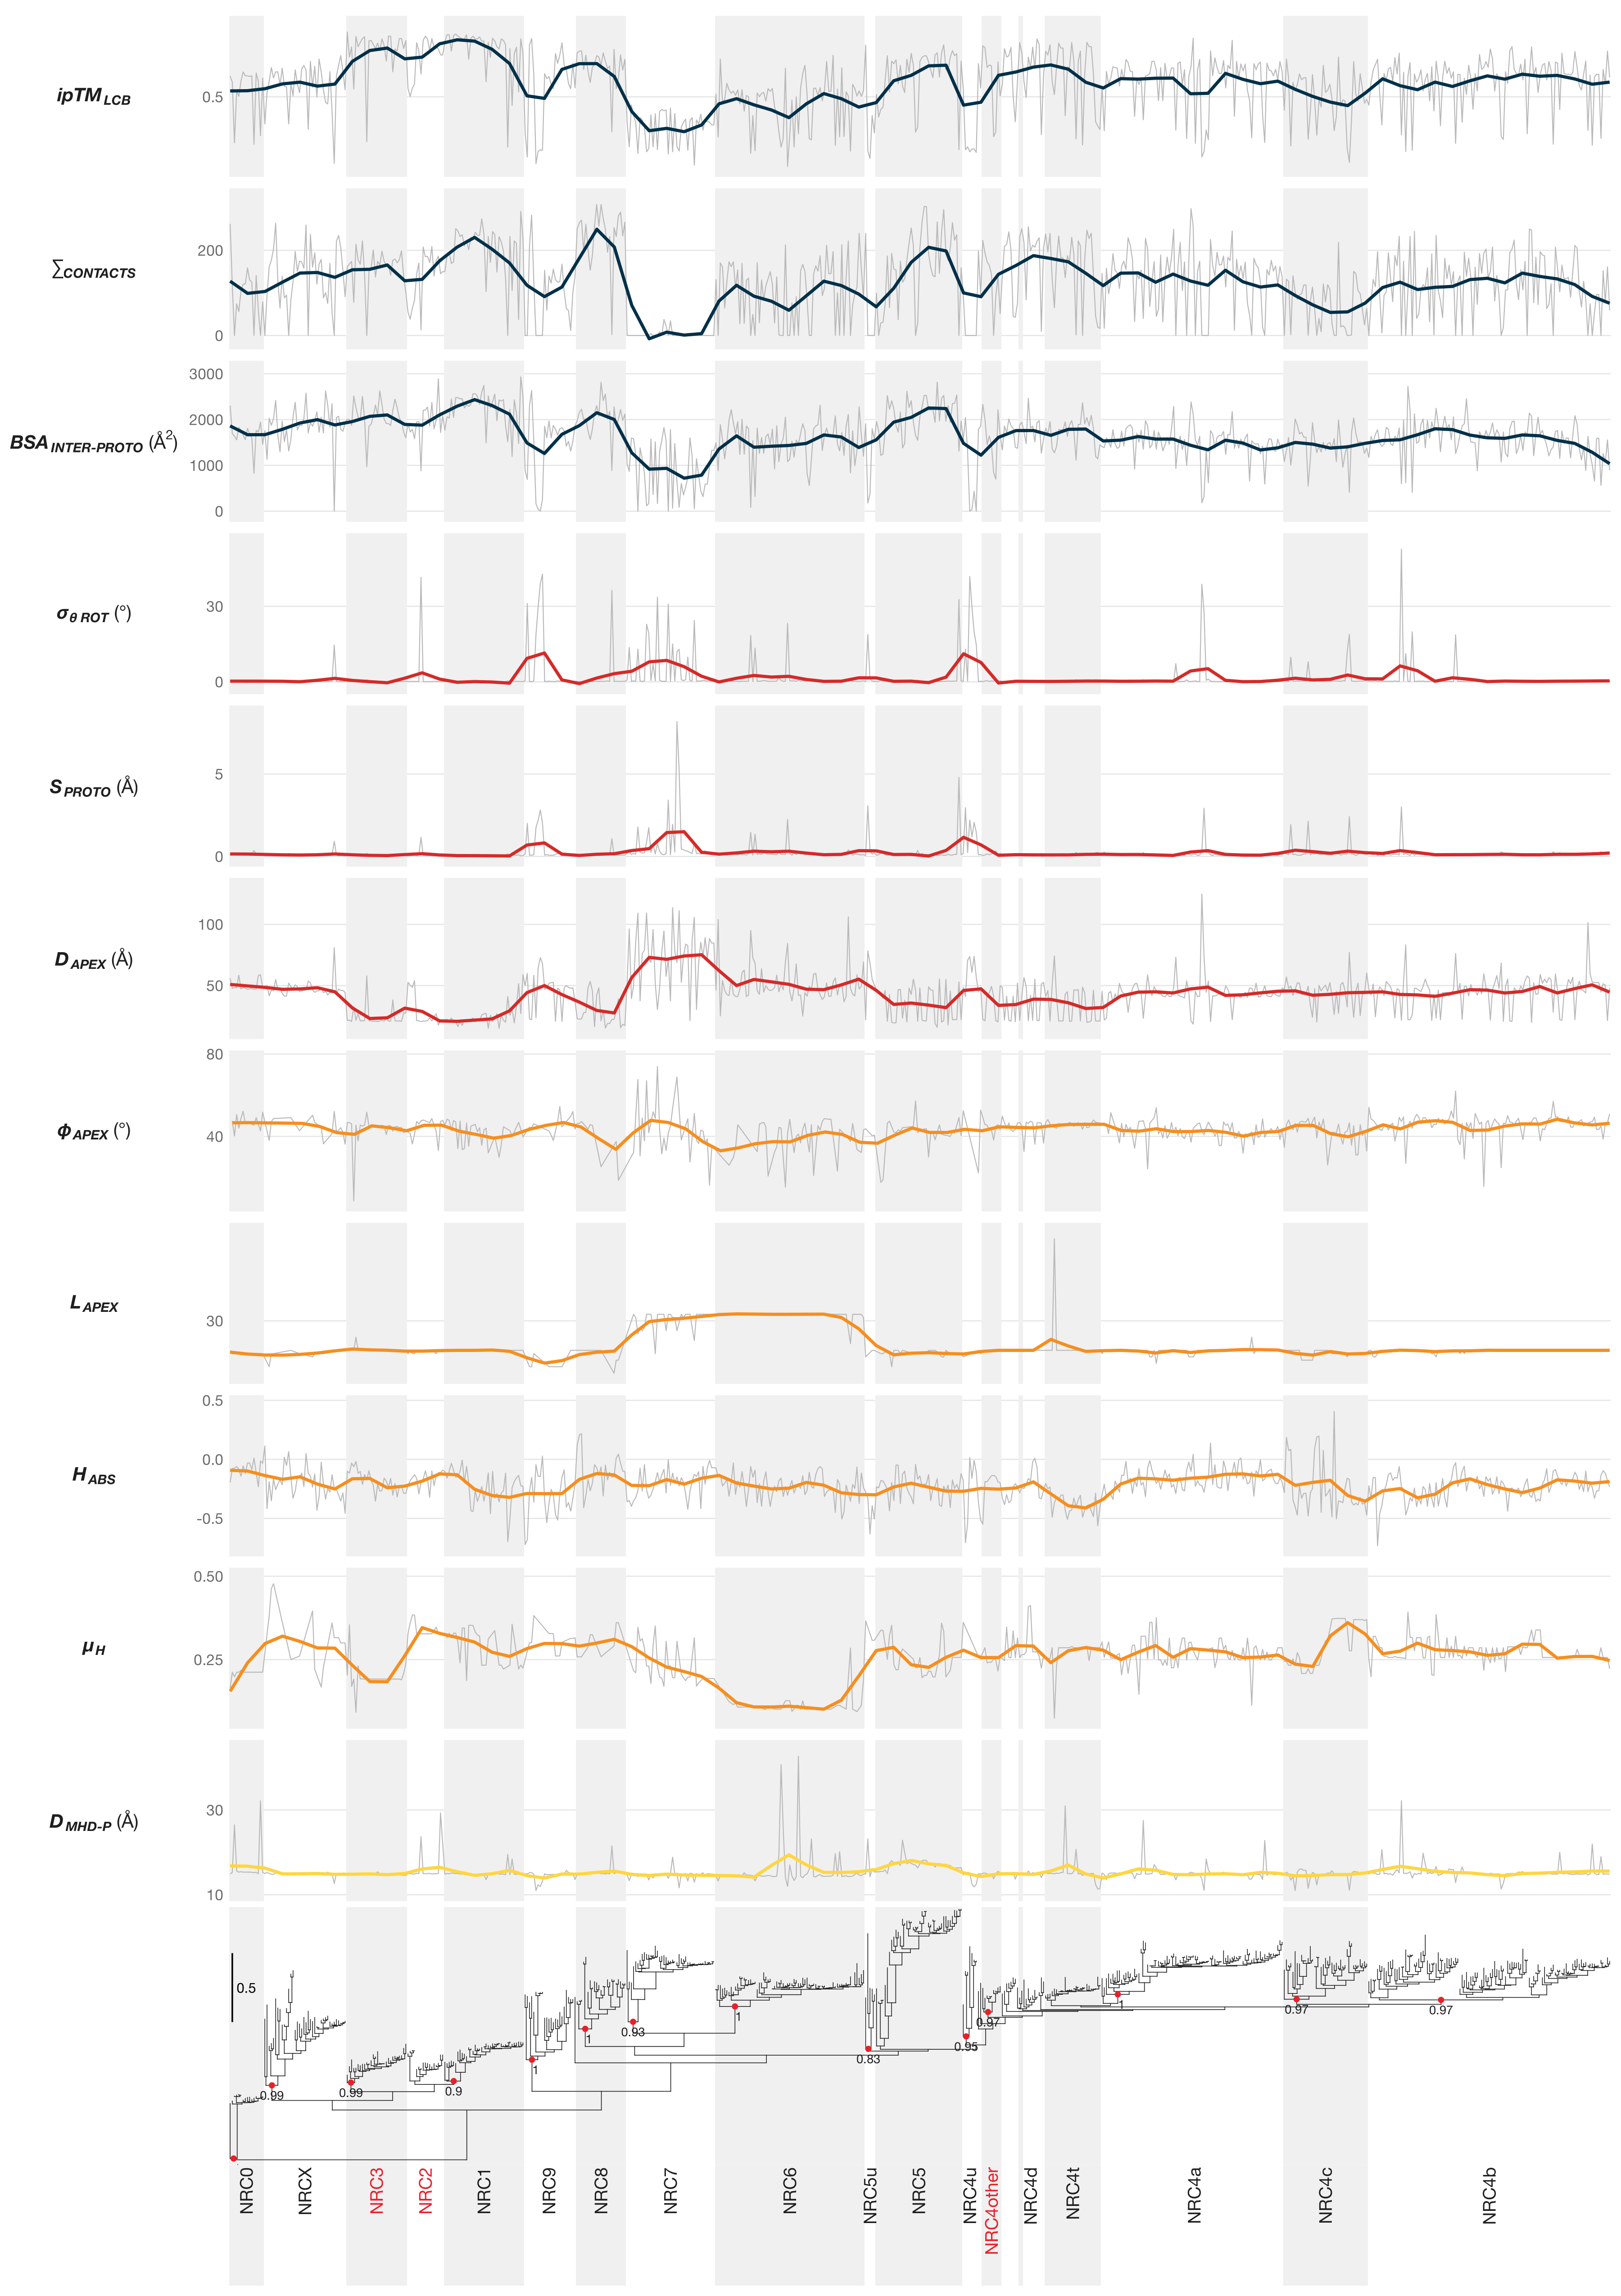 ipTM LCB
0.5
∑CONTACTS
200
0
BSA INTER-PROTO (Å2)
3000
2000
1000
0
σθ ROT (°)
30
0
S PROTO (Å)
5
0
D APEX (Å)
100
50
ϕ APEX (°)
80
40
L APEX
30
H ABS
0.5
0.0
-0.5
μ H
0.50
0.25
D MHD-P (Å)
30
10
0.5
0.99
0.99
0.9
1
1
0.93
1
0.83
0.95
0.97
1
0.97
0.97
NRC0
NRCX
NRC3
NRC2
NRC1
NRC9
NRC8
NRC7
NRC6
NRC5u
NRC5
NRC4u
NRC4other
NRC4d
NRC4t
NRC4a
NRC4c
NRC4b